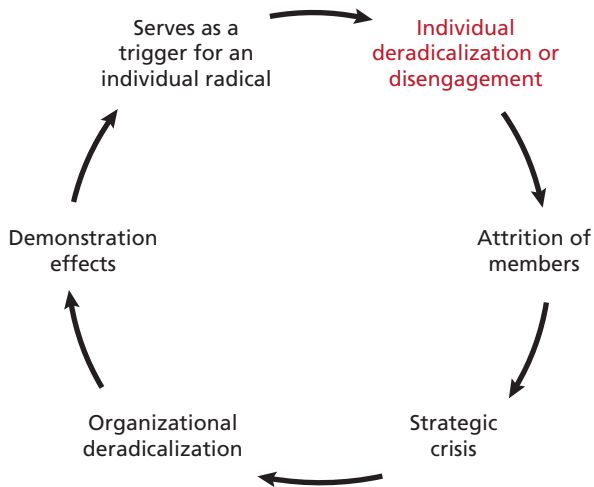 Serves as a
trigger for an
individual radical
Individual
deradicalization or
disengagement
Attrition of
members
Strategic
crisis
Organizational
deradicalization
Demonstration
effects